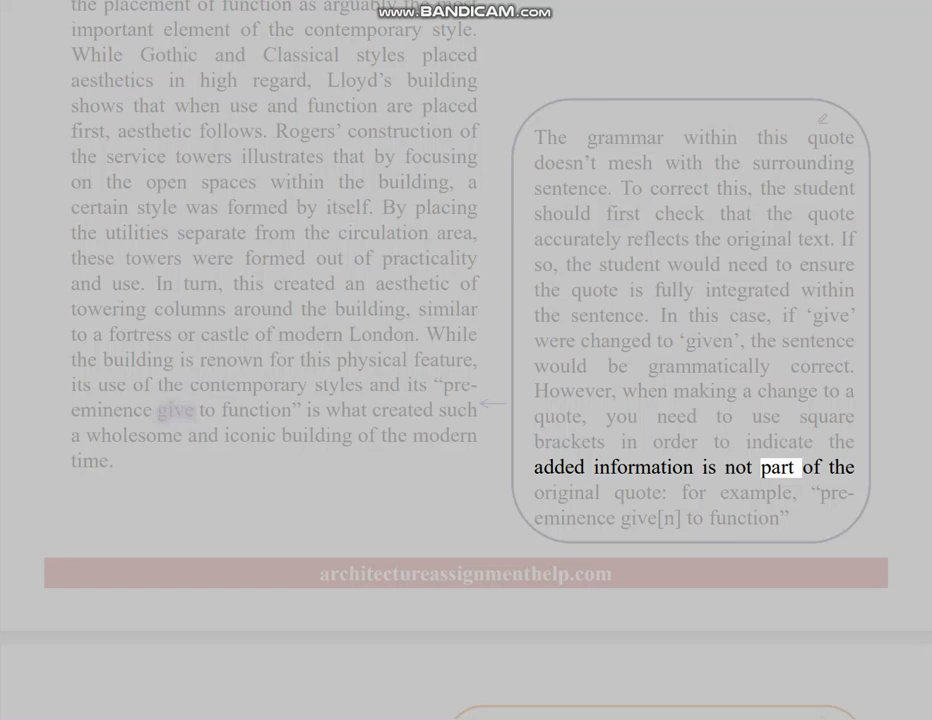 www.BANDICAM.com
the placement of function as arguably the most
important element of the contemporary style.
While Gothic and Classical styles placed
aesthetics in high regard, Lloyd's building
shows that when use and function are placed
first, aesthetic follows. Rogers' construction of
the service towers illustrates that by focusing
on the open spaces within the building, a
certain style was formed by itself. By placing
the utilities separate from the circulation area,
these towers were formed out of practicality
and use. In turn, this created an aesthetic of
towering columns around the building, similar
to a fortress or castle of modern London. While
the building is renown for this physical feature,
its use of the contemporary styles and its “pre-
eminence give to function” is what created such
a wholesome and iconic building of the modern
time.
The grammar within this quote
doesn't mesh with the surrounding
sentence. To correct this, the student
should first check that the quote
accurately reflects the original text. If
so, the student would need to ensure
the quote is fully integrated within
the sentence. In this case, if ‘give’
were changed to ‘given’, the sentence
would be grammatically correct.
However, when making a change to a
quote, you need to use square
brackets in order to indicate the
added information is not part of the
original quote: for example, “pre-
eminence give[n] to function”
architectureassignmenthelp.com